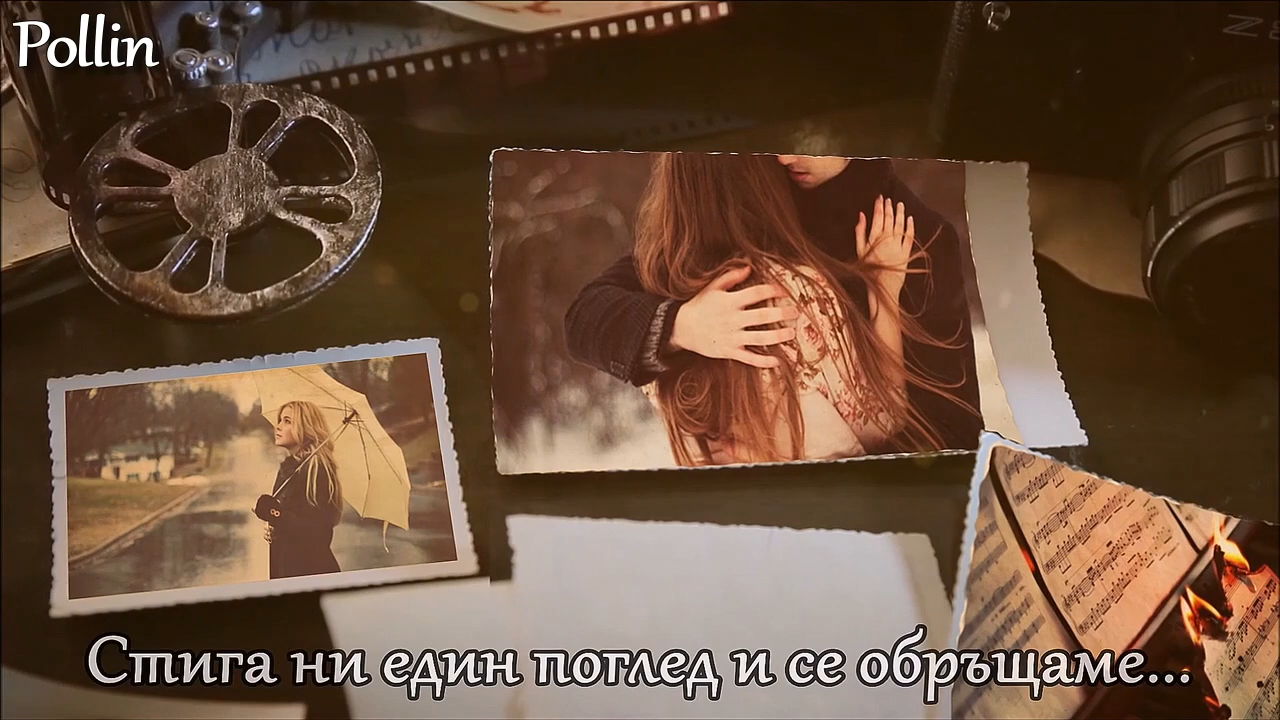 Pollin
Стига ни един поглед и се обръщаме...